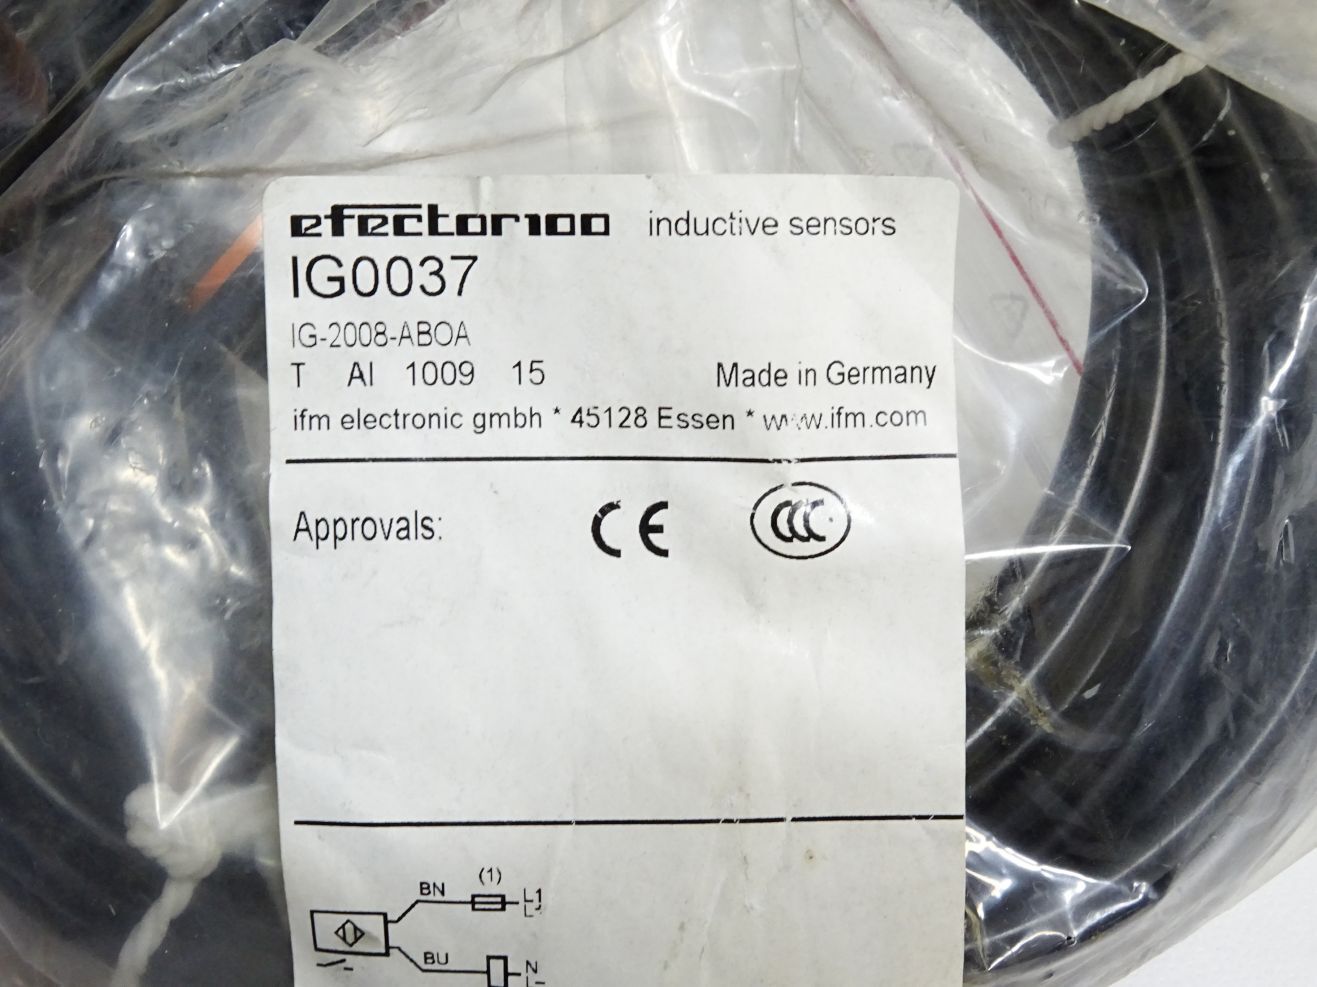 efector100 inductive sensors
IG0037
IG-2008-ABOA
T AI 1009 15 Made in Germany
ifm electronic gmbh * 45128 Essen * www.ifm.com
Approvals: CE CCC
(1)
BN L1
BU N